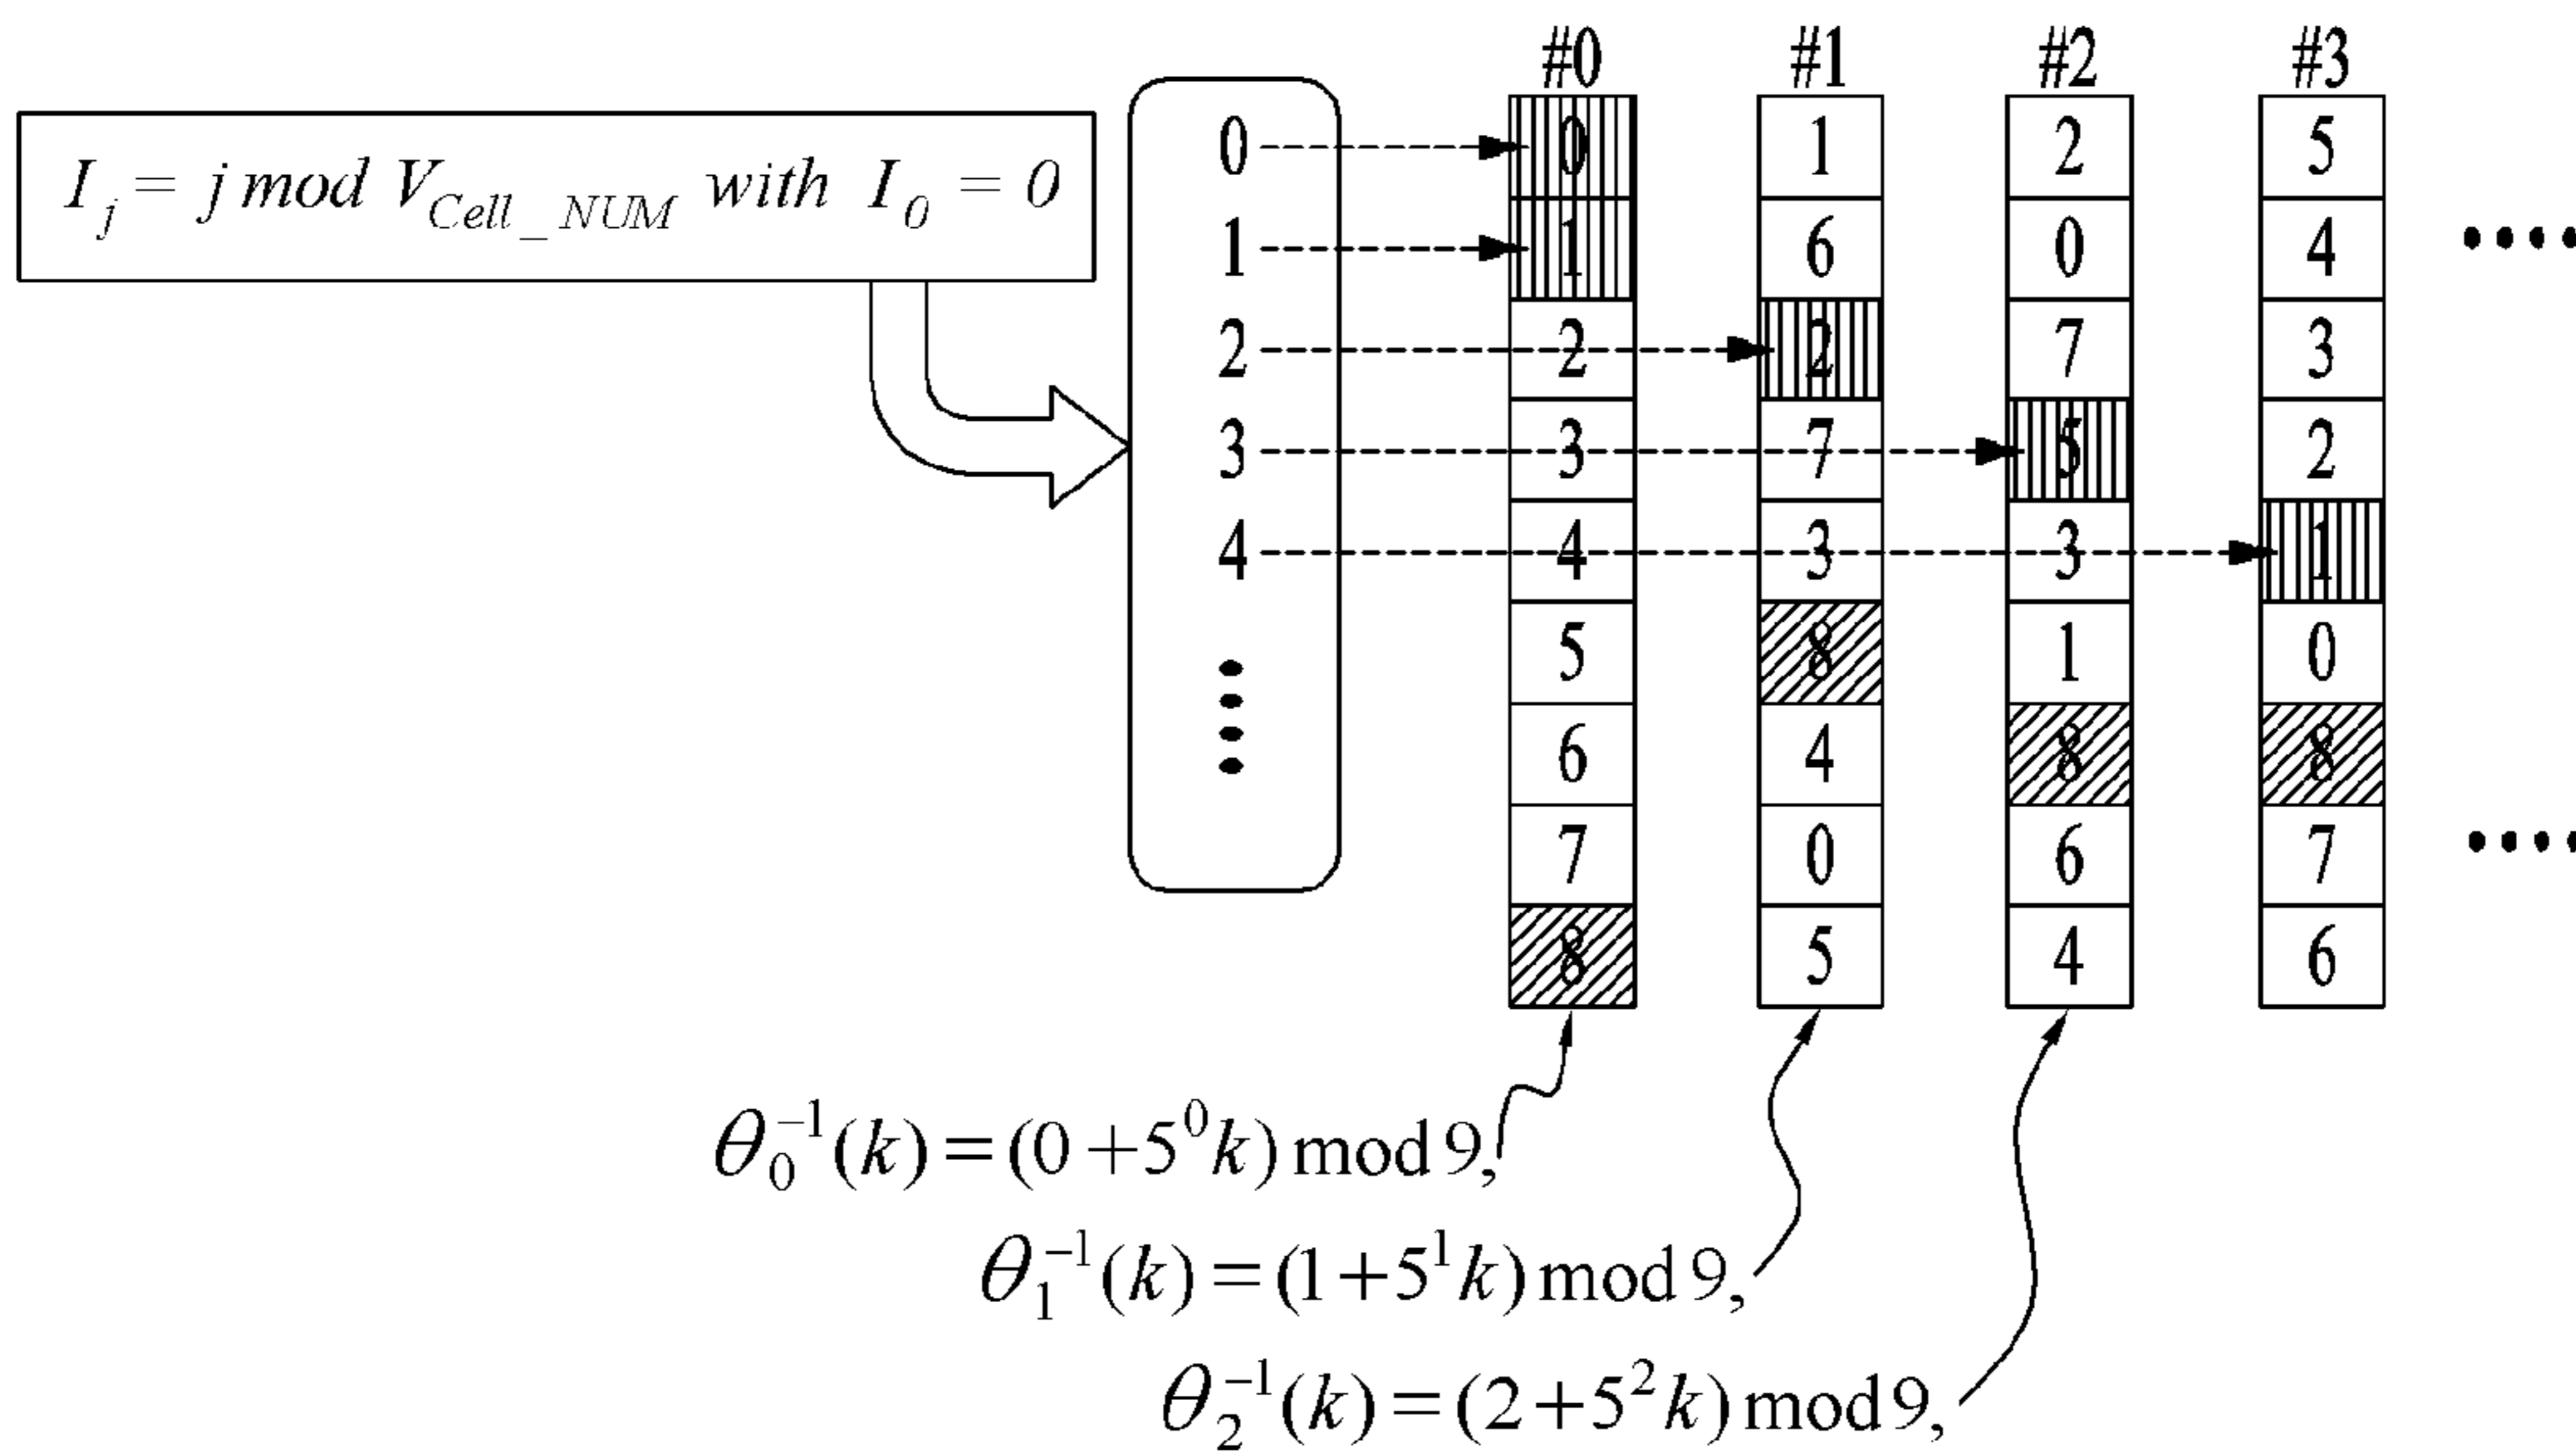 #0 #1 #2 #3
I_j = j mod V_{Cell_NUM} with I_0 = 0
0 0 1 2 5
1 1 6 0 4 ....
2 2 2 7 3
3 3 7 5 2
4 4 3 3 1
5 8 1 0
6 4 8 8
7 0 6 7 ....
8 5 4 6
θ_0^{-1}(k) = (0 + 5^0 k) mod 9,
θ_1^{-1}(k) = (1 + 5^1 k) mod 9,
θ_2^{-1}(k) = (2 + 5^2 k) mod 9,